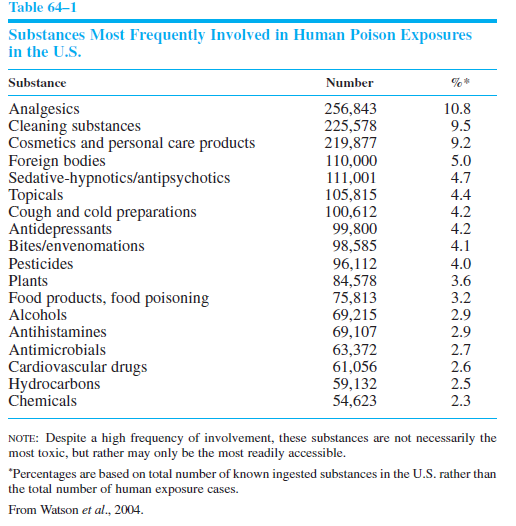 Table 64–1
Substances Most Frequently Involved in Human Poison Exposures
in the U.S.
Substance Number %*
Analgesics 256,843 10.8
Cleaning substances 225,578 9.5
Cosmetics and personal care products 219,877 9.2
Foreign bodies 110,000 5.0
Sedative-hypnotics/antipsychotics 111,001 4.7
Topicals 105,815 4.4
Cough and cold preparations 100,612 4.2
Antidepressants 99,800 4.2
Bites/envenomations 98,585 4.1
Pesticides 96,112 4.0
Plants 84,578 3.6
Food products, food poisoning 75,813 3.2
Alcohols 69,215 2.9
Antihistamines 69,107 2.9
Antimicrobials 63,372 2.7
Cardiovascular drugs 61,056 2.6
Hydrocarbons 59,132 2.5
Chemicals 54,623 2.3
NOTE: Despite a high frequency of involvement, these substances are not necessarily the
most toxic, but rather may only be the most readily accessible.
*Percentages are based on total number of known ingested substances in the U.S. rather than
the total number of human exposure cases.
From Watson et al., 2004.